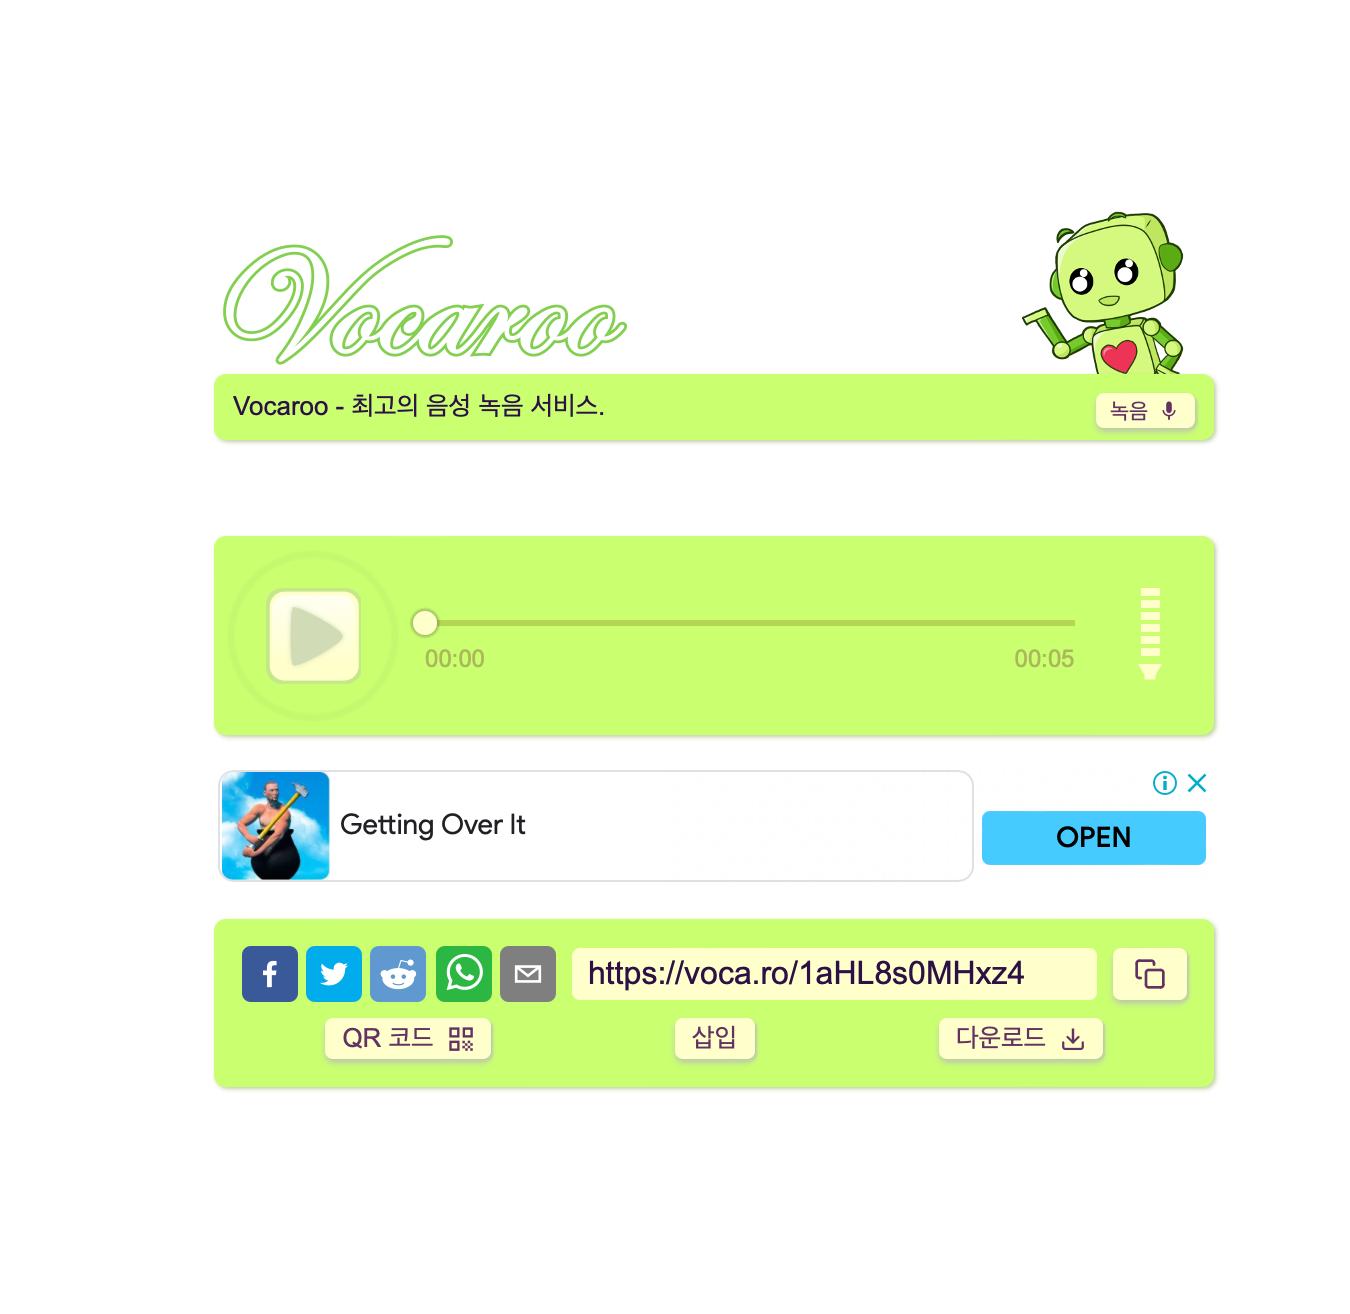 Vocaroo
Vocaroo - 최고의 음성 녹음 서비스.
녹음
00:00
00:05
Getting Over It
OPEN
https://voca.ro/1aHL8s0MHxz4
QR 코드
삽입
다운로드